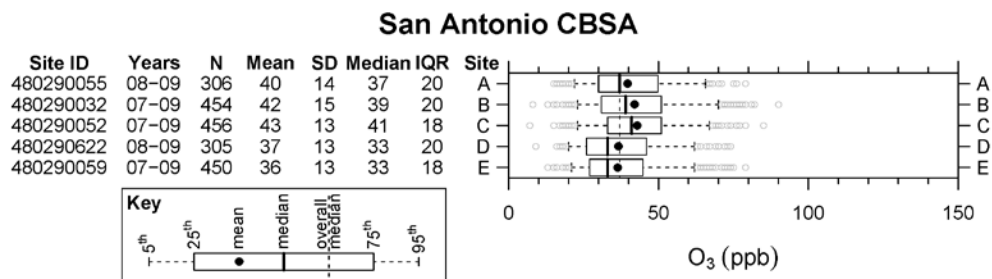 San Antonio CBSA
Site ID Years N Mean SD Median IQR Site
480290055 08−09 306 40 14 37 20 A A
480290032 07−09 454 42 15 39 20 B B
480290052 07−09 456 43 13 41 18 C C
480290622 08−09 305 37 13 33 20 D D
480290059 07−09 450 36 13 33 18 E E
Key
5th 25th mean median overall median 75th 95th
0 50 100 150
O3 (ppb)